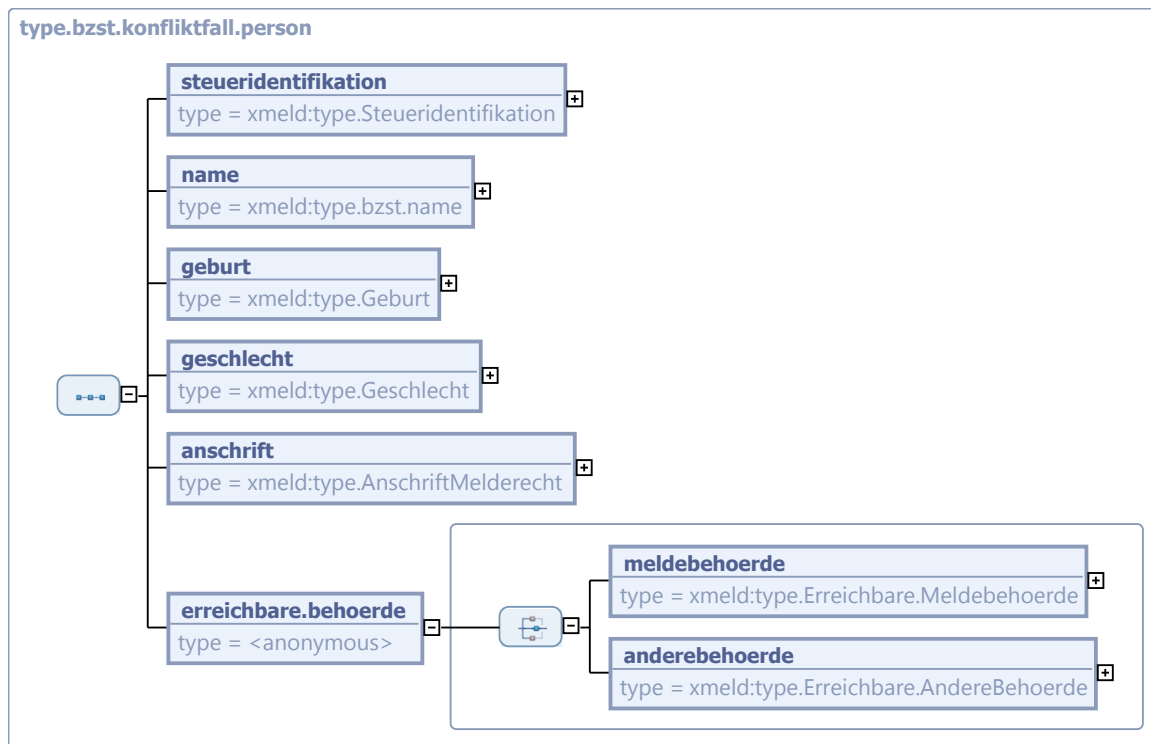 type.bzst.konfliktfall.person
steueridentifikation
type = xmeld:type.Steueridentifikation
name
type = xmeld:type.bzst.name
geburt
type = xmeld:type.Geburt
geschlecht
type = xmeld:type.Geschlecht
anschrift
type = xmeld:type.AnschriftMelderecht
erreichbare.behoerde
type = <anonymous>
meldebehoerde
type = xmeld:type.Erreichbare.Meldebehoerde
anderebehoerde
type = xmeld:type.Erreichbare.AndereBehoerde